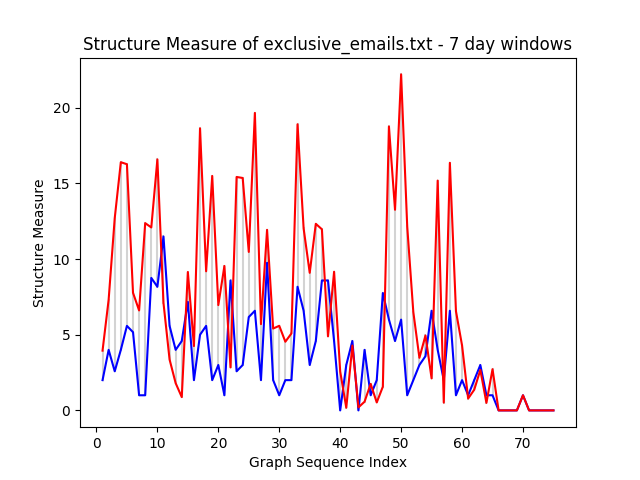 Structure Measure of exclusive_emails.txt - 7 day windows
Structure Measure
20
15
10
5
0
0 10 20 30 40 50 60 70
Graph Sequence Index